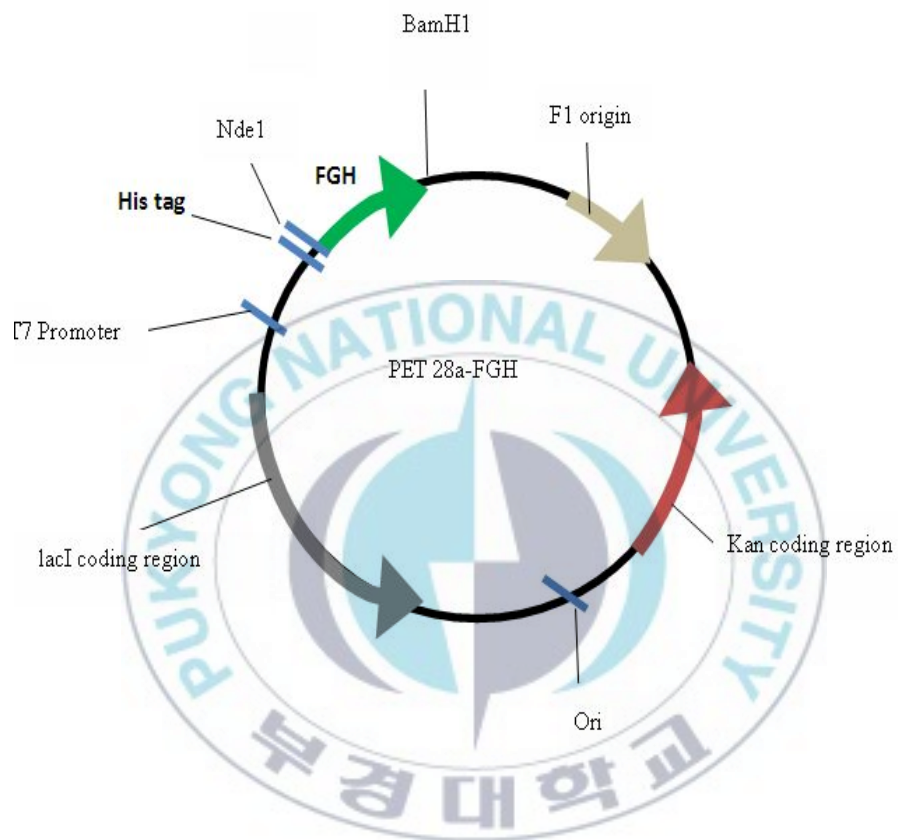 BamH1
F1 origin
Nde1
FGH
His tag
T7 Promoter
PET 28a-FGH
lacI coding region
Kan coding region
Ori
PUKYONG NATIONAL UNIVERSITY
부경대학교